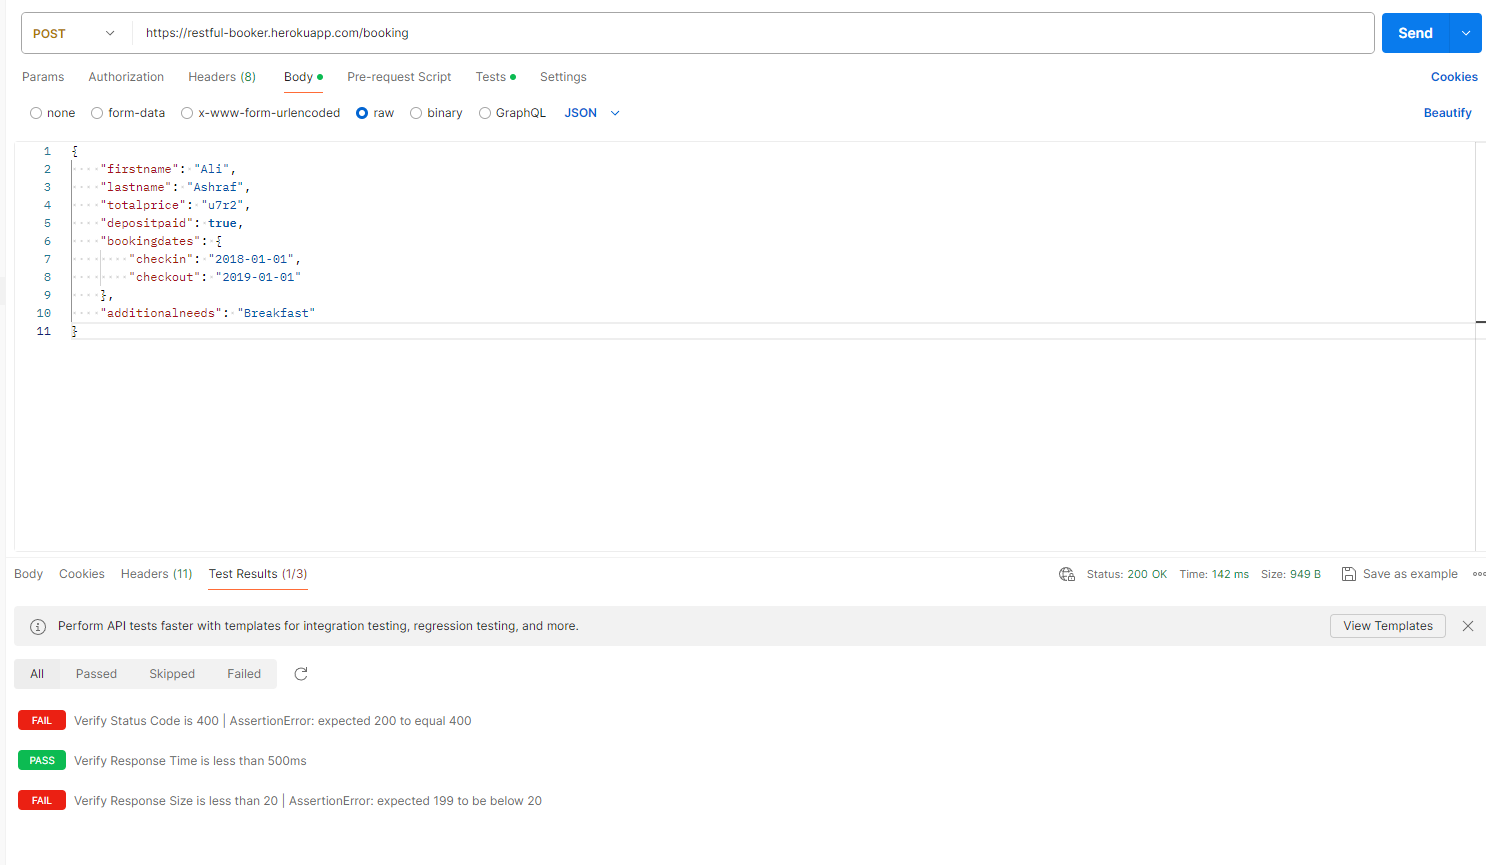 POST https://restful-booker.herokuapp.com/booking Send
Params Authorization Headers (8) Body Pre-request Script Tests Settings Cookies
none form-data x-www-form-urlencoded raw binary GraphQL JSON Beautify
1 {
2 "firstname": "Ali",
3 "lastname": "Ashraf",
4 "totalprice": "u7r2",
5 "depositpaid": true,
6 "bookingdates": {
7 "checkin": "2018-01-01",
8 "checkout": "2019-01-01"
9 },
10 "additionalneeds": "Breakfast"
11 }
Body Cookies Headers (11) Test Results (1/3) Status: 200 OK Time: 142 ms Size: 949 B Save as example
Perform API tests faster with templates for integration testing, regression testing, and more. View Templates
All Passed Skipped Failed
FAIL Verify Status Code is 400 | AssertionError: expected 200 to equal 400
PASS Verify Response Time is less than 500ms
FAIL Verify Response Size is less than 20 | AssertionError: expected 199 to be below 20